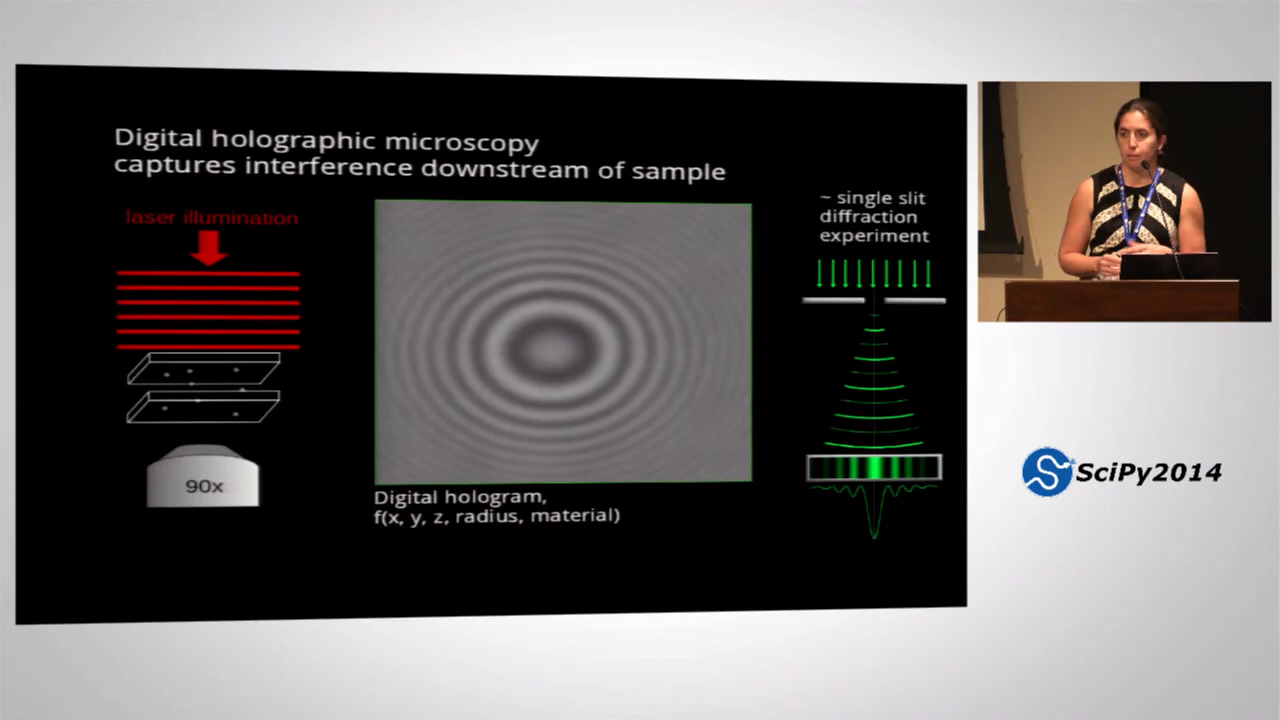 Digital holographic microscopy
captures interference downstream of sample
laser illumination
90x
Digital hologram,
f(x, y, z, radius, material)
~ single slit
diffraction
experiment
SciPy2014